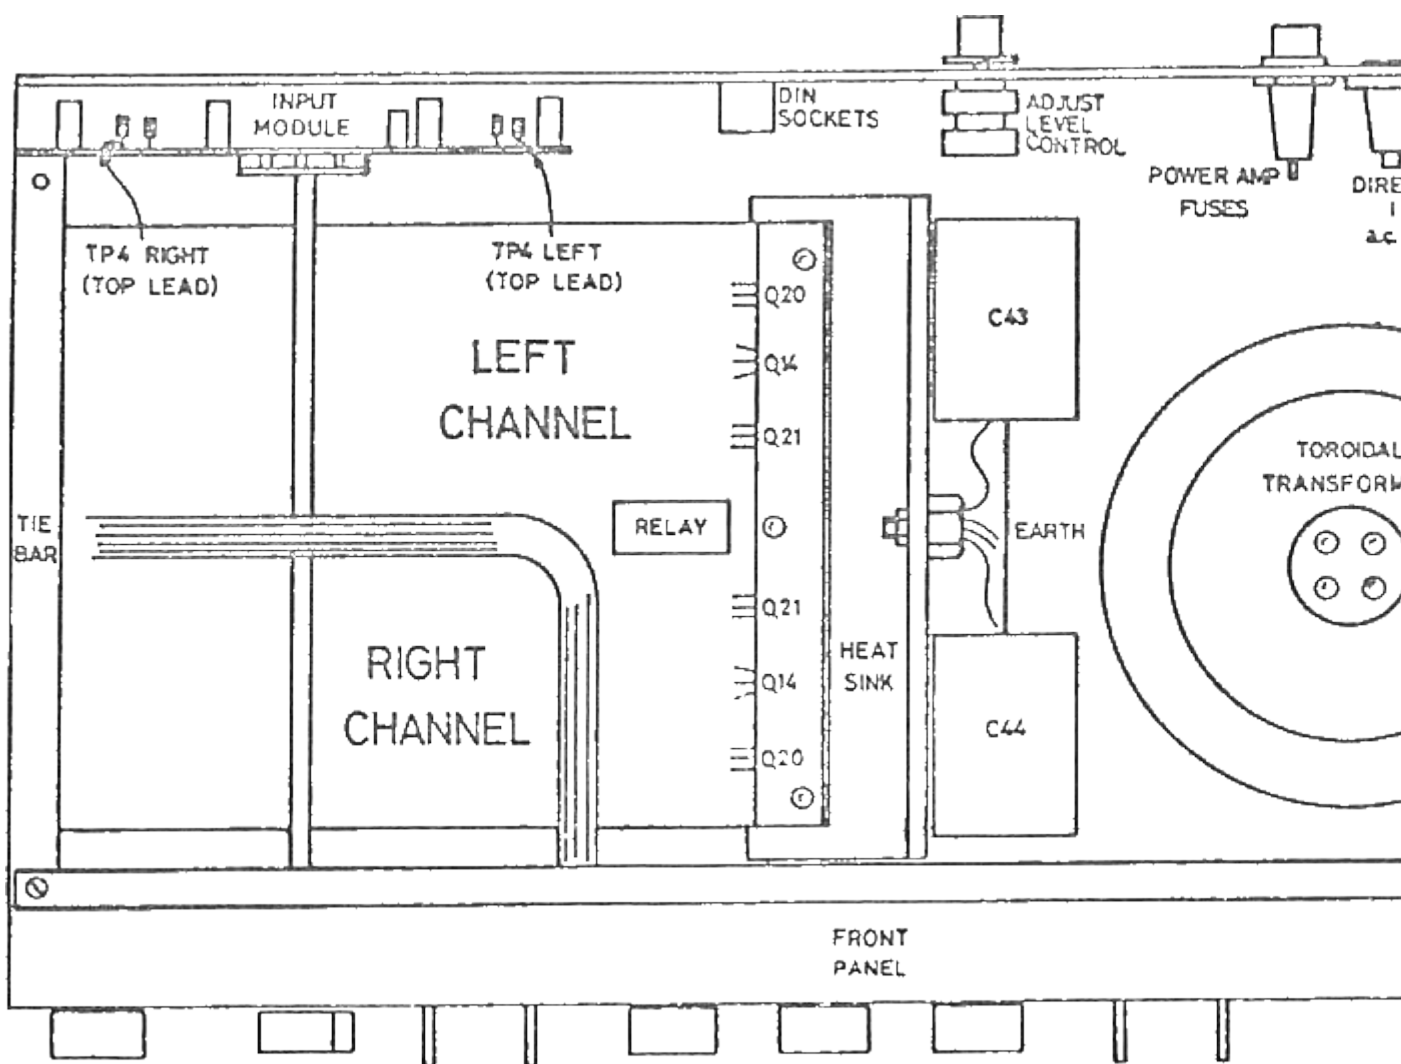 INPUT
MODULE
DIN
SOCKETS
ADJUST
LEVEL
CONTROL
POWER AMP
FUSES
DIRE
I
a.c
TP4 RIGHT
(TOP LEAD)
TP4 LEFT
(TOP LEAD)
Q20
C43
LEFT
CHANNEL
Q14
Q21
TOROIDAL
TRANSFORM
TIE
BAR
RELAY
EARTH
Q21
RIGHT
CHANNEL
HEAT
SINK
Q14
C44
Q20
FRONT
PANEL